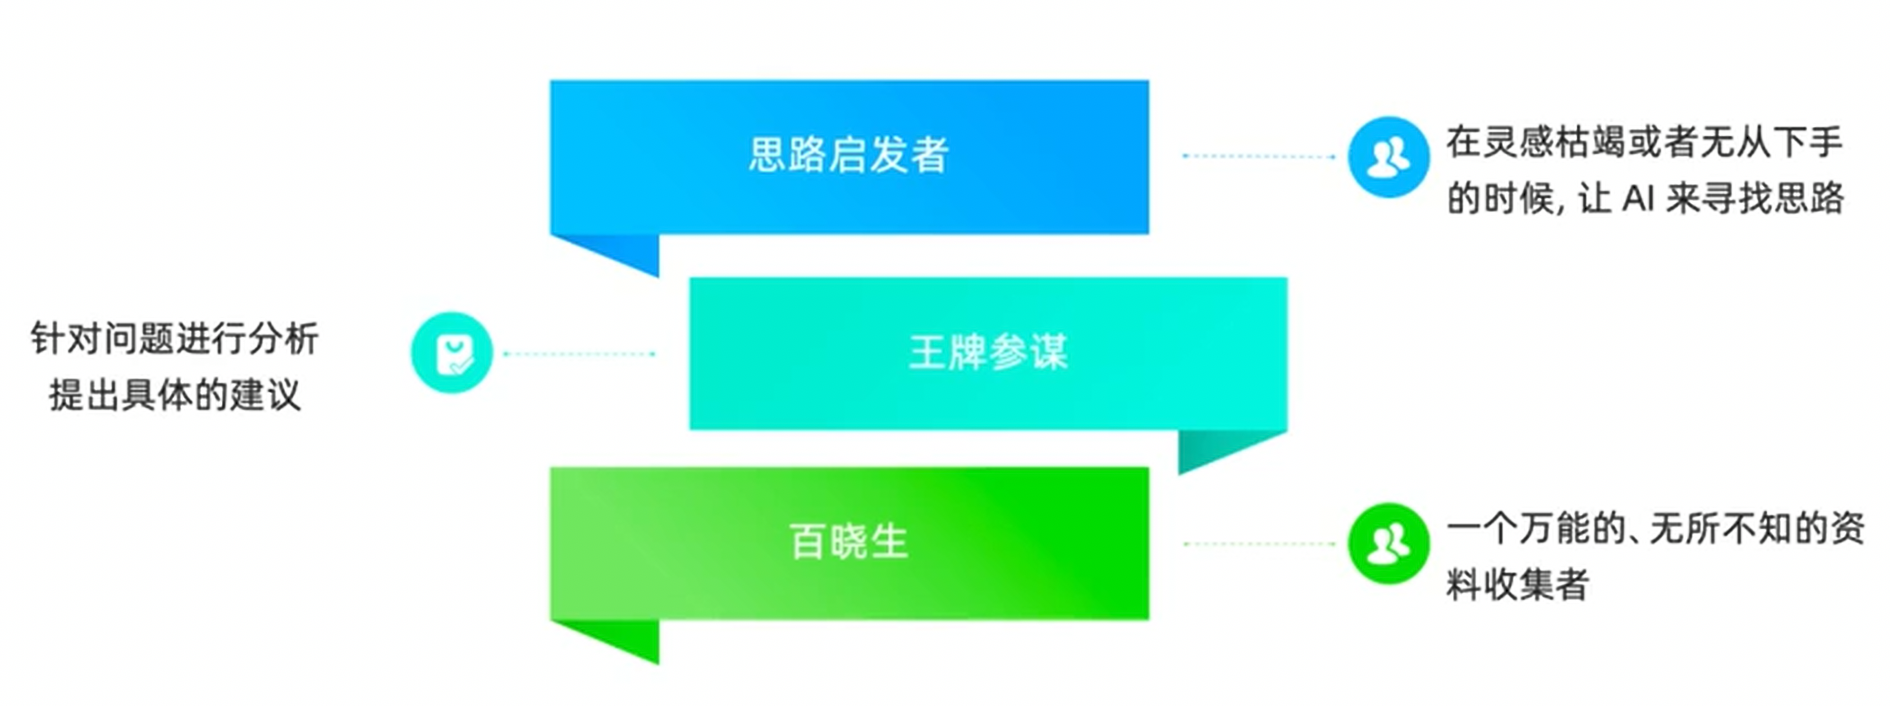 思路启发者
在灵感枯竭或者无从下手
的时候, 让 AI 来寻找思路
针对问题进行分析
提出具体的建议
王牌参谋
百晓生
一个万能的、无所不知的资
料收集者